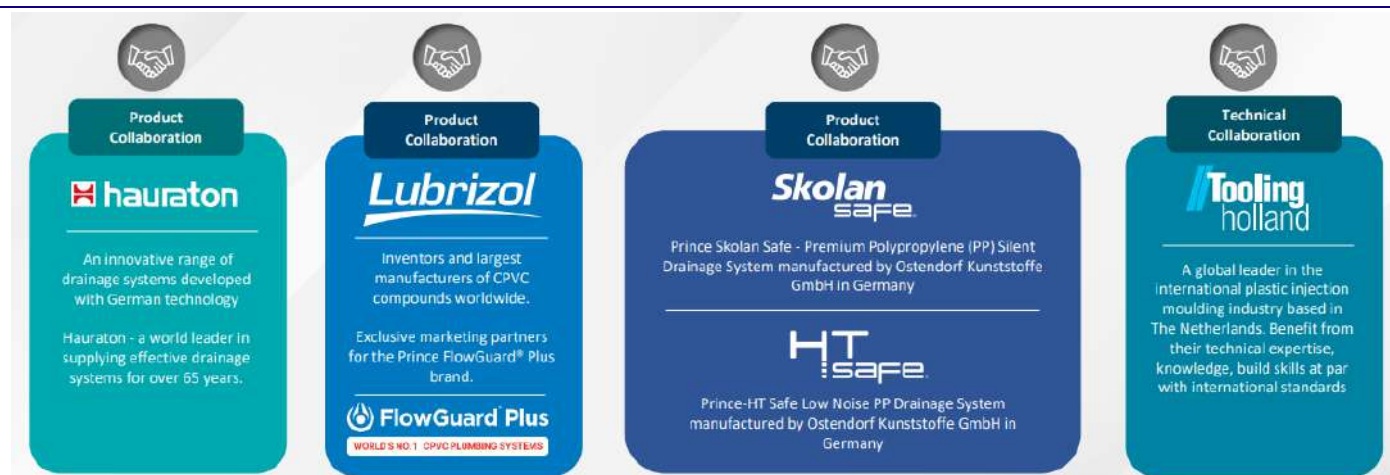 Product
Collaboration
hauraton
An innovative range of
drainage systems developed
with German technology
Hauraton - a world leader in
supplying effective drainage
systems for over 65 years.
Product
Collaboration
Lubrizol
Inventors and largest
manufacturers of CPVC
compounds worldwide.
Exclusive marketing partners
for the Prince FlowGuard® Plus
brand.
FlowGuard Plus
WORLD'S NO.1 CPVC PLUMBING SYSTEMS
Product
Collaboration
Skolan
safe
Prince Skolan Safe - Premium Polypropylene (PP) Silent
Drainage System manufactured by Ostendorf Kunststoffe
GmbH in Germany
HT
safe
Prince-HT Safe Low Noise PP Drainage System
manufactured by Ostendorf Kunststoffe GmbH in
Germany
Technical
Collaboration
Tooling
holland
A global leader in the
international plastic injection
moulding industry based in
The Netherlands. Benefit from
their technical expertise,
knowledge, build skills at par
with international standards